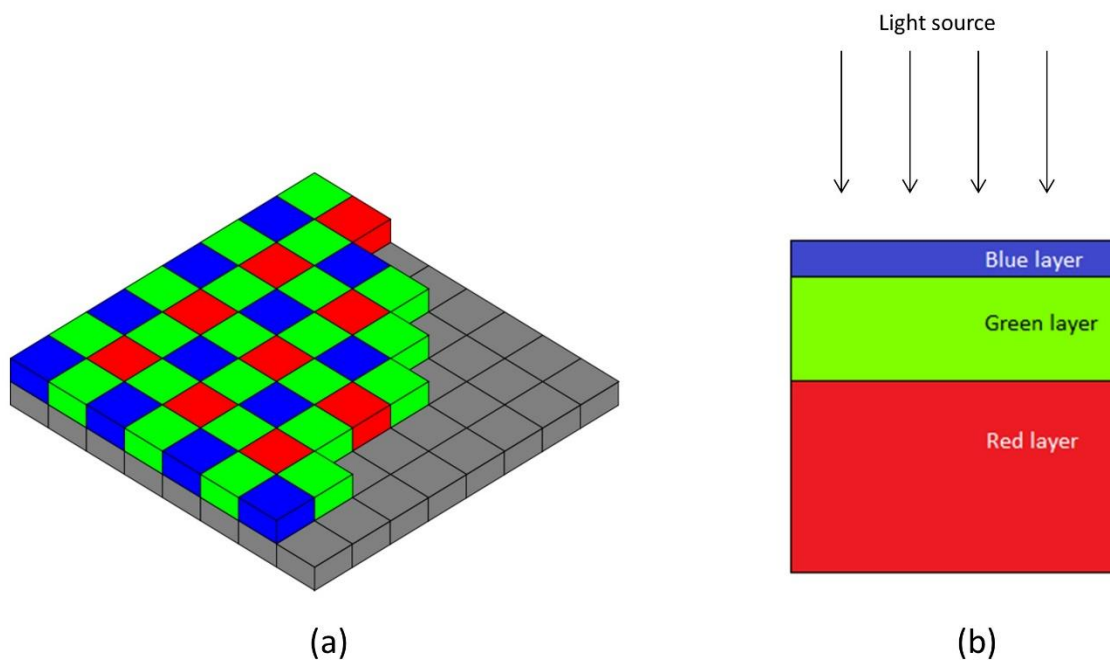 Light source
Blue layer
Green layer
Red layer
(a)
(b)